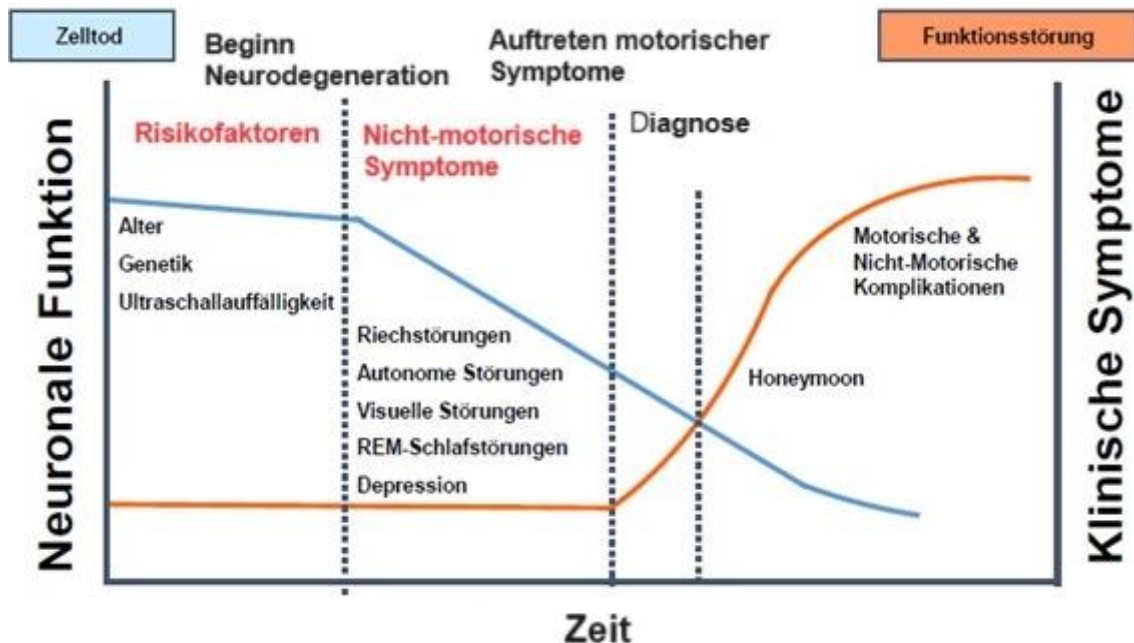 Zelltod
Beginn
Neurodegeneration
Auftreten motorischer
Symptome
Funktionsstörung
Diagnose
Risikofaktoren
Nicht-motorische
Symptome
Neuronale Funktion
Alter
Genetik
Ultraschallauffälligkeit
Riechstörungen
Autonome Störungen
Visuelle Störungen
REM-Schlafstörungen
Depression
Motorische &
Nicht-Motorische
Komplikationen
Honeymoon
Klinische Symptome
Zeit